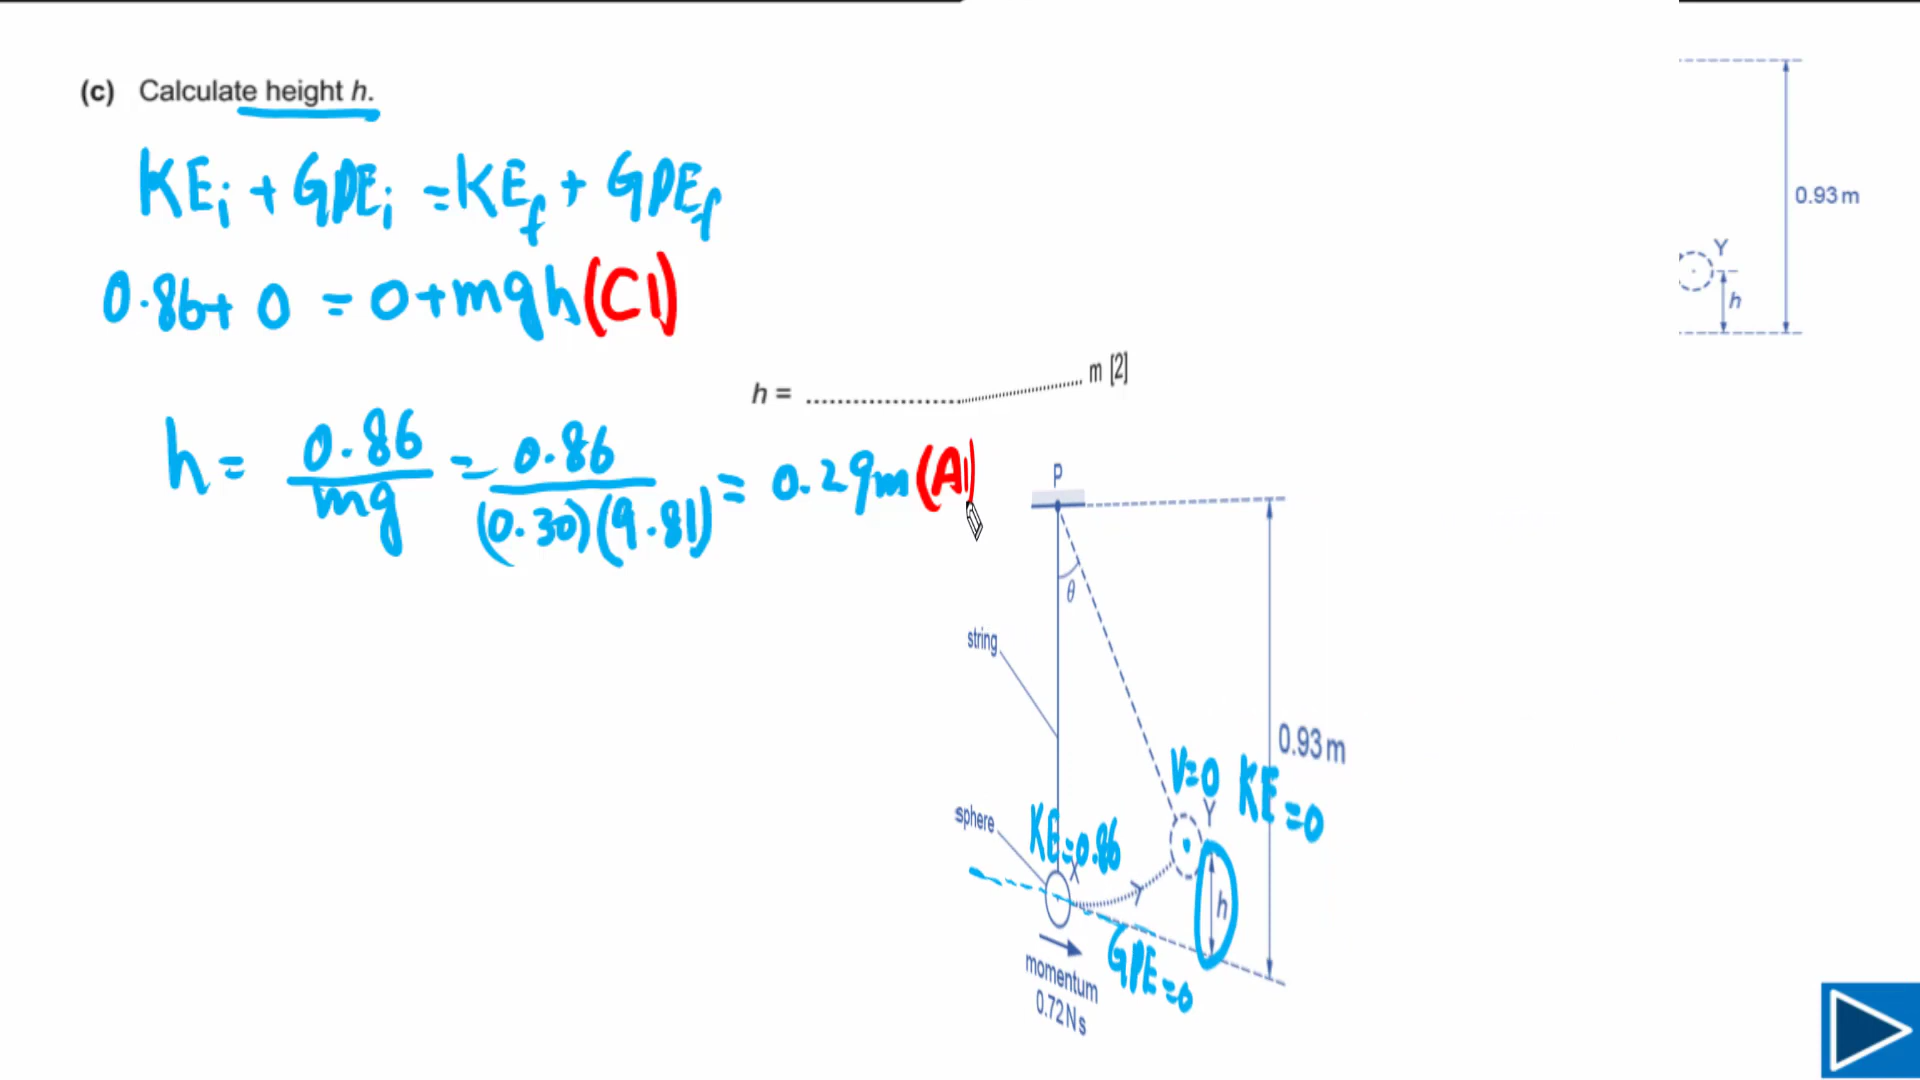 (c) Calculate height h.
KEi + GPEi = KEf + GPEf
0.86 + 0 = 0 + mgh (C1)
h = .............................. m [2]
h = 0.86/mg = 0.86/(0.30)(9.81) = 0.29m (A1)
0.93 m
Y
h
P
θ
string
0.93 m
V=0 KE=0
Y
sphere
KE=0.86
X
h
GPE=0
momentum
0.72 N s